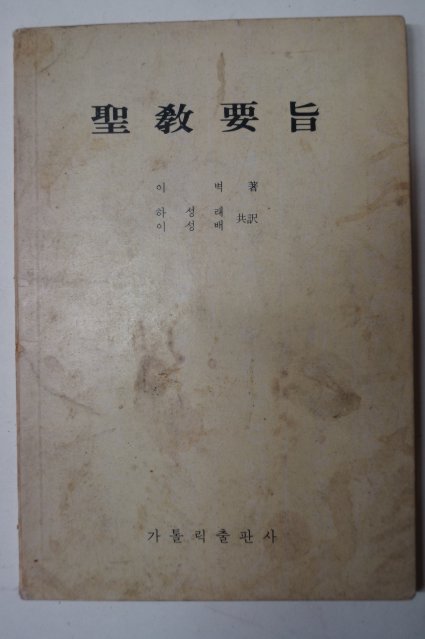 聖敎要旨
이 벽 著
하 성 래
이 성 배 共訳
가톨릭출판사